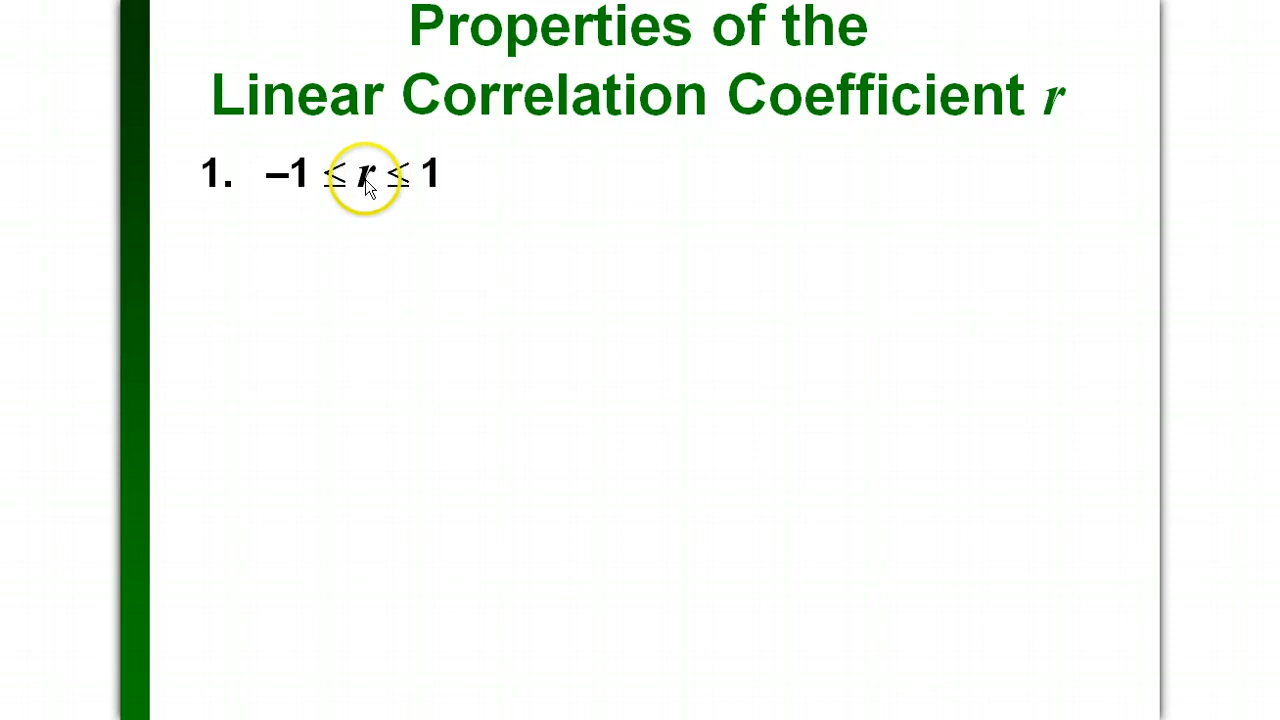 Properties of the
Linear Correlation Coefficient r
1. –1 ≤ r ≤ 1